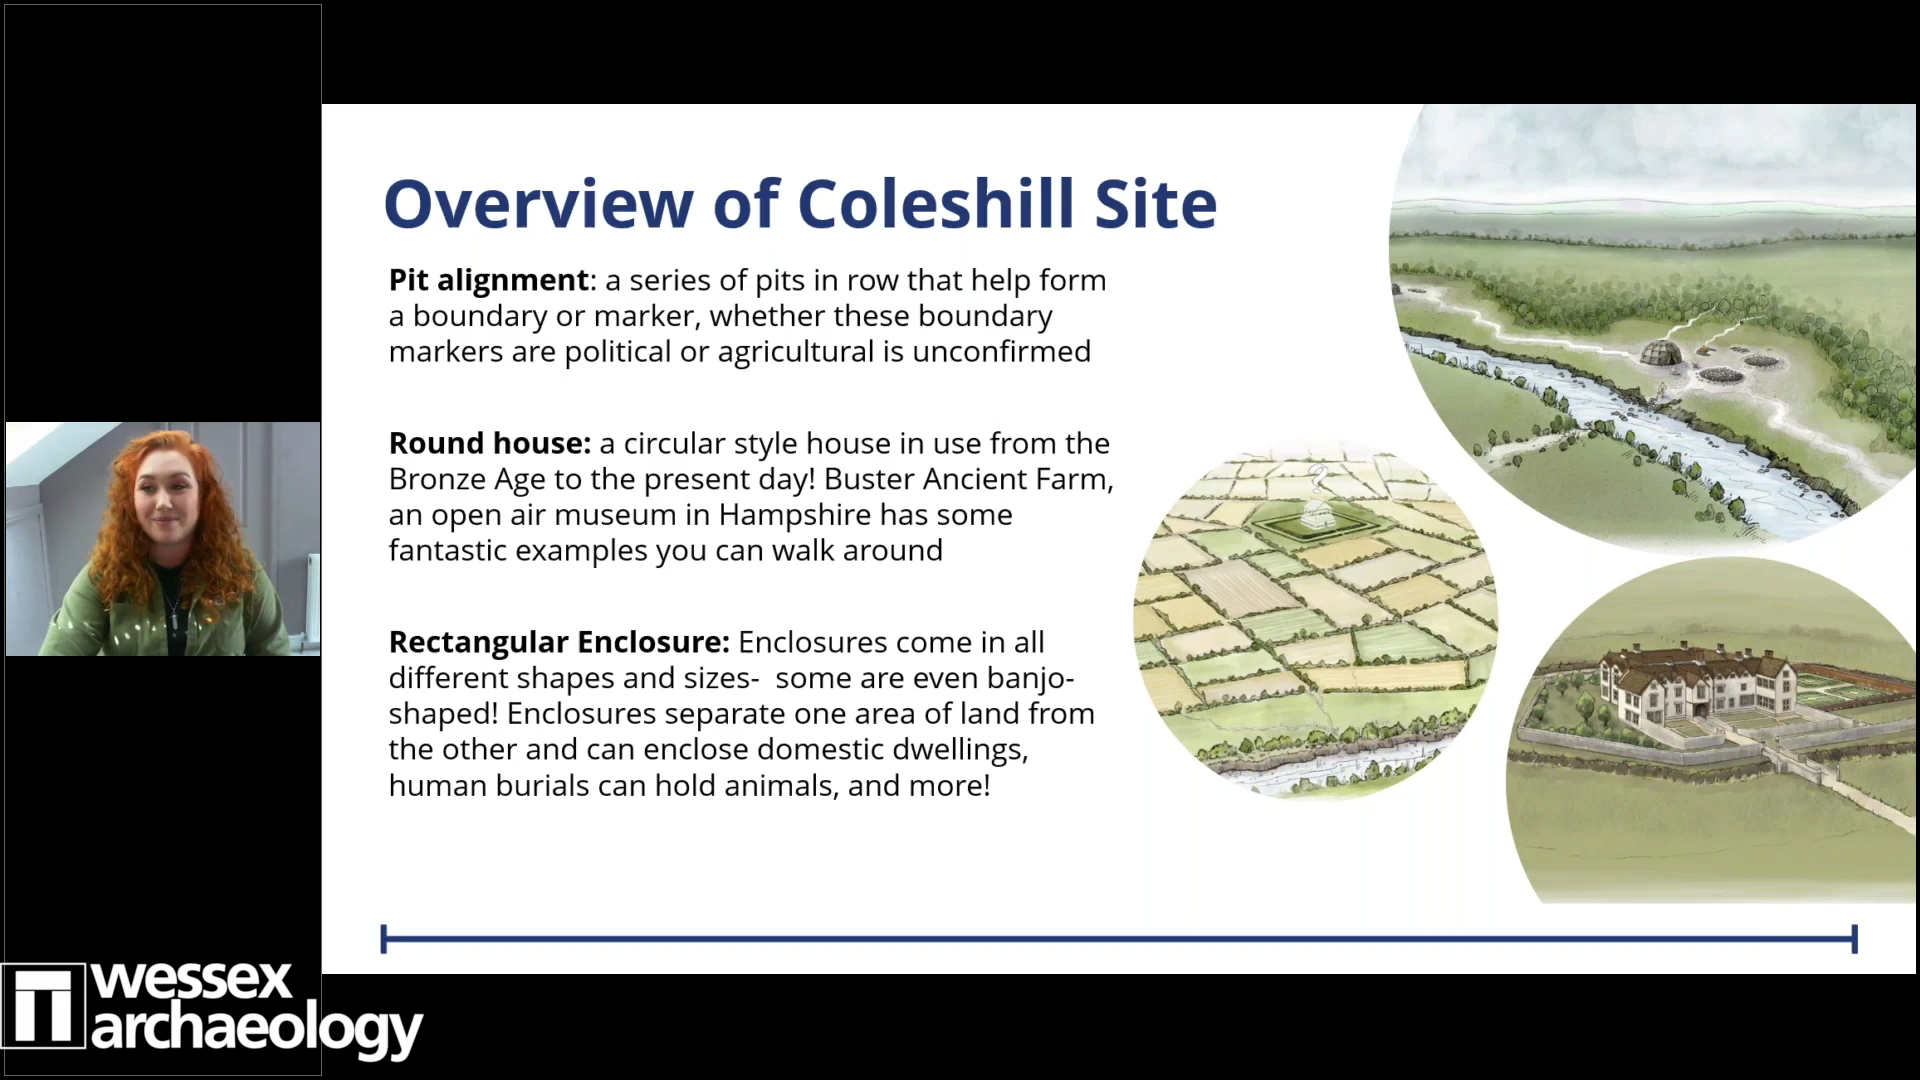 Overview of Coleshill Site
Pit alignment: a series of pits in row that help form
a boundary or marker, whether these boundary
markers are political or agricultural is unconfirmed
Round house: a circular style house in use from the
Bronze Age to the present day! Buster Ancient Farm,
an open air museum in Hampshire has some
fantastic examples you can walk around
Rectangular Enclosure: Enclosures come in all
different shapes and sizes-  some are even banjo-
shaped! Enclosures separate one area of land from
the other and can enclose domestic dwellings,
human burials can hold animals, and more!
?
wessex
archaeology